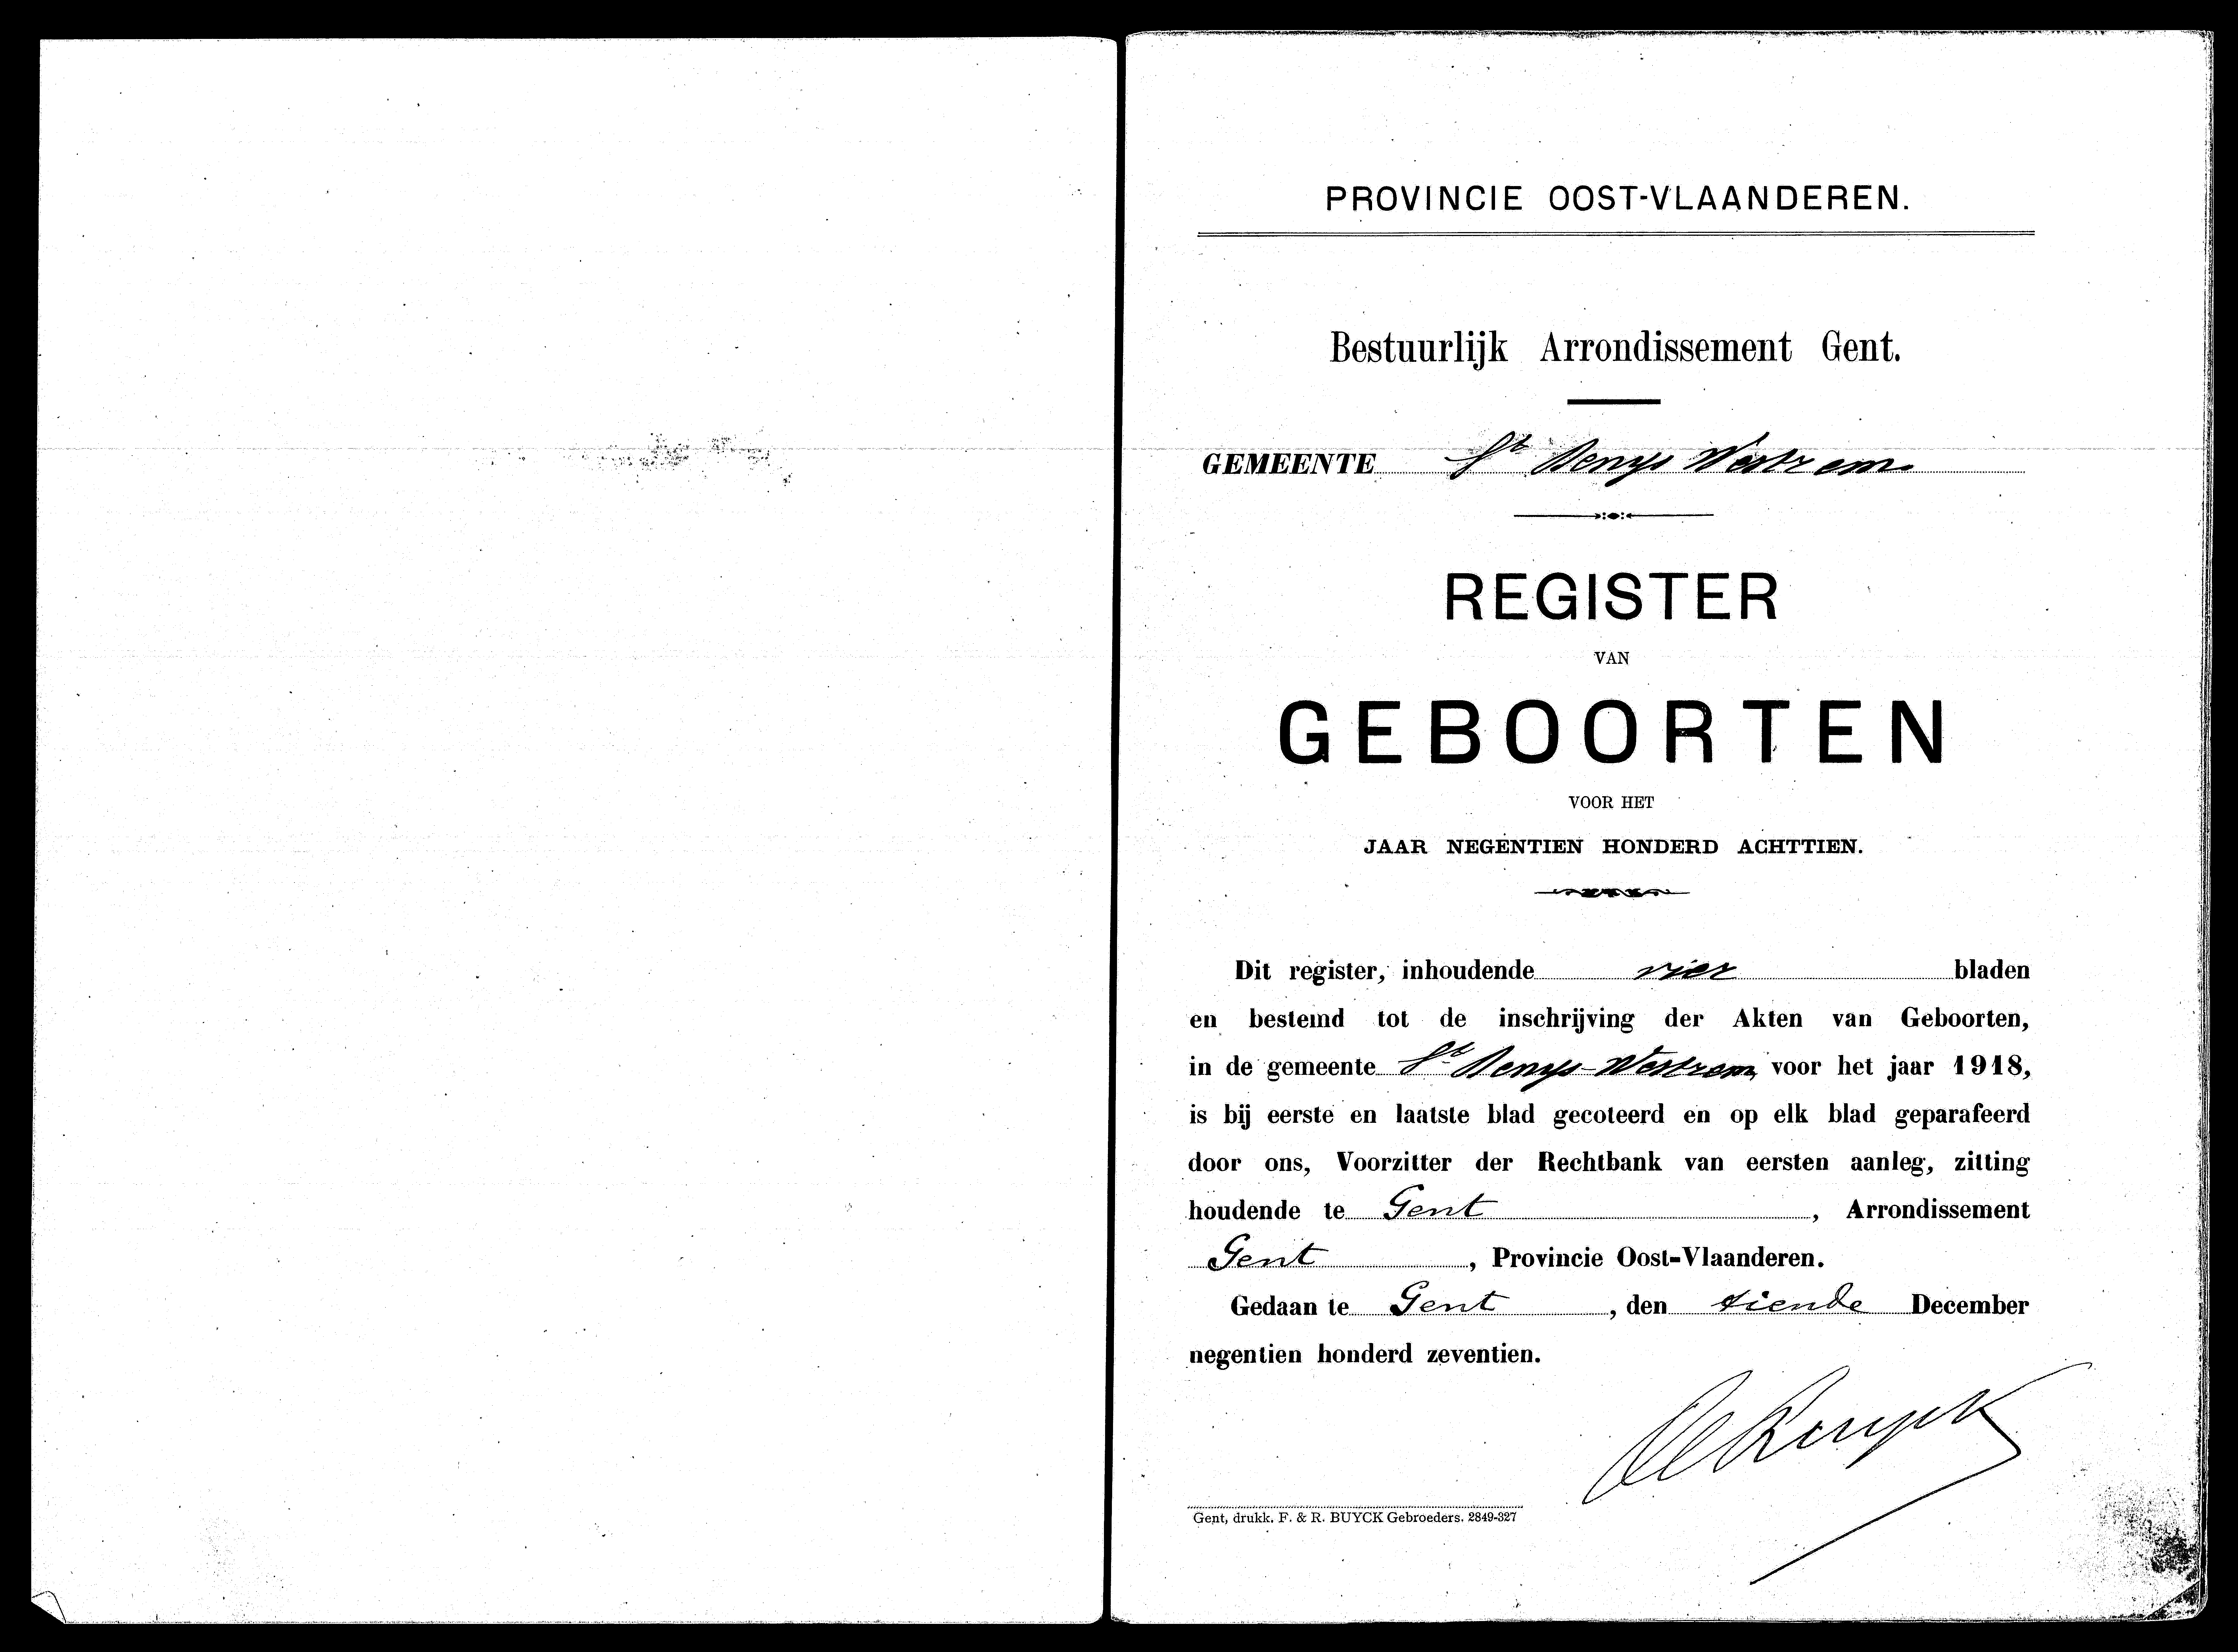 PROVINCIE OOST-VLAANDEREN.
Bestuurlijk Arrondissement Gent.
GEMEENTE St Denys Westrem
REGISTER
VAN
GEBOORTEN
VOOR HET
JAAR NEGENTIEN HONDERD ACHTTIEN.
Dit register, inhoudende vier bladen
en bestemd tot de inschrijving der Akten van Geboorten,
in de gemeente St Denys-Westrem voor het jaar 1918,
is bij eerste en laatste blad gecoteerd en op elk blad geparafeerd
door ons, Voorzitter der Rechtbank van eersten aanleg, zitting
houdende te Gent, Arrondissement
Gent, Provincie Oost-Vlaanderen.
Gedaan te Gent, den tiende December
negentien honderd zeventien.
Gent, drukk. F. & R. BUYCK Gebroeders. 2849-327